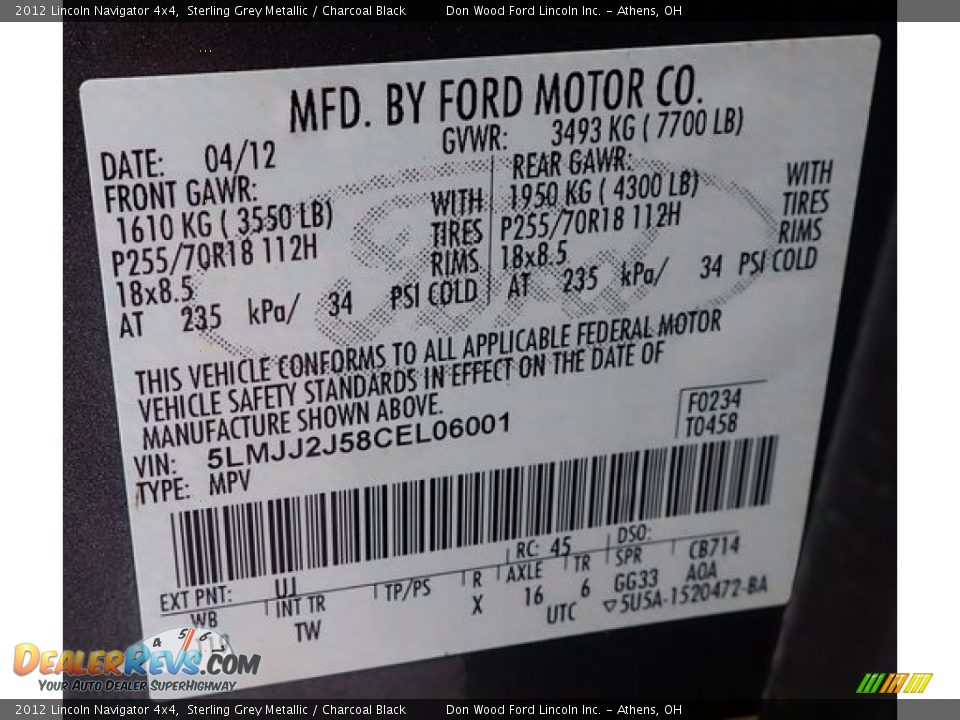 2012 Lincoln Navigator 4x4, Sterling Grey Metallic / Charcoal Black Don Wood Ford Lincoln Inc. - Athens, OH
MFD. BY FORD MOTOR CO.
DATE: 04/12 GVWR: 3493 KG ( 7700 LB)
FRONT GAWR: REAR GAWR:
1610 KG ( 3550 LB) WITH 1950 KG ( 4300 LB) WITH
P255/70R18 112H TIRES P255/70R18 112H TIRES
18x8.5 RIMS 18x8.5 RIMS
AT 235 kPa/ 34 PSI COLD AT 235 kPa/ 34 PSI COLD
Ford
THIS VEHICLE CONFORMS TO ALL APPLICABLE FEDERAL MOTOR
VEHICLE SAFETY STANDARDS IN EFFECT ON THE DATE OF
MANUFACTURE SHOWN ABOVE.
F0234
T0458
VIN: 5LMJJ2J58CEL06001
TYPE: MPV
EXT PNT: UJ RC: 45 DSO:
WB INT TR TP/PS R AXLE TR SPR CB714
TW X 16 6 GG33 AOA
UTC ▽5U5A-1520472-BA
4 5 6
DEALERREVS.COM
YOUR AUTO DEALER SUPERHIGHWAY
2012 Lincoln Navigator 4x4, Sterling Grey Metallic / Charcoal Black Don Wood Ford Lincoln Inc. - Athens, OH